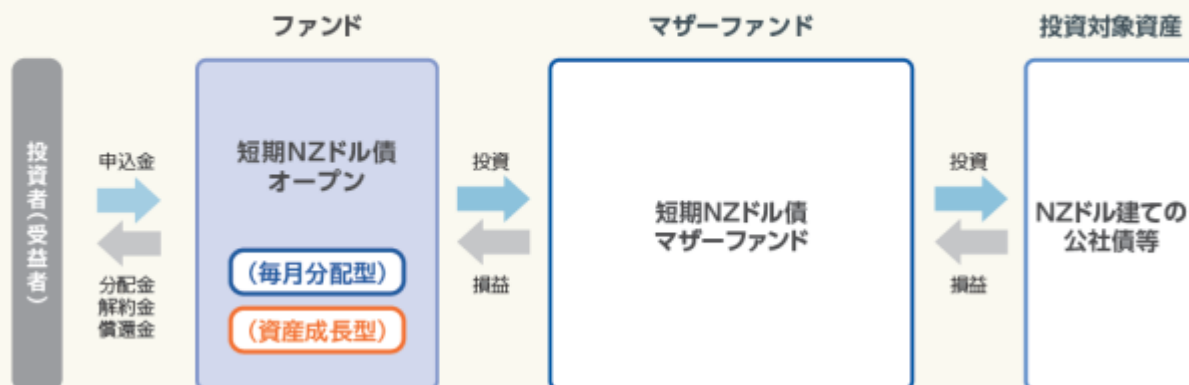 ファンド
マザーファンド
投資対象資産
投資者(受益者)
申込金
分配金
解約金
償還金
短期NZドル債
オープン
(毎月分配型)
(資産成長型)
投資
損益
短期NZドル債
マザーファンド
投資
損益
NZドル建ての
公社債等